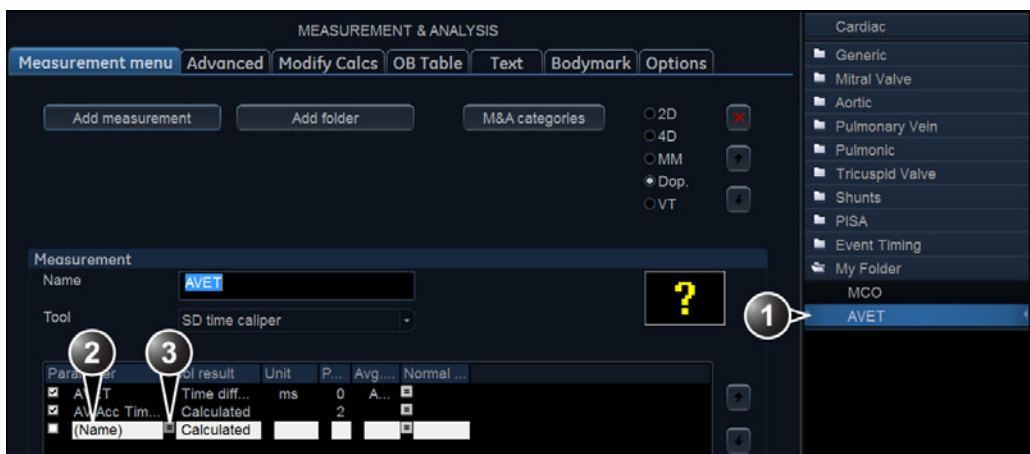 MEASUREMENT & ANALYSIS
Measurement menu Advanced Modify Calcs OB Table Text Bodymark Options
Add measurement Add folder M&A categories
2D
4D
MM
Dop.
VT
Measurement
Name AVET
?
Tool SD time caliper
2 3
Result Unit P... Avg.... Normal ...
Time diff... ms 0 A...
AV Acc Tim... Calculated 2
(Name) Calculated
Cardiac
Generic
Mitral Valve
Aortic
Pulmonary Vein
Pulmonic
Tricuspid Valve
Shunts
PISA
Event Timing
My Folder
MCO
1 AVET